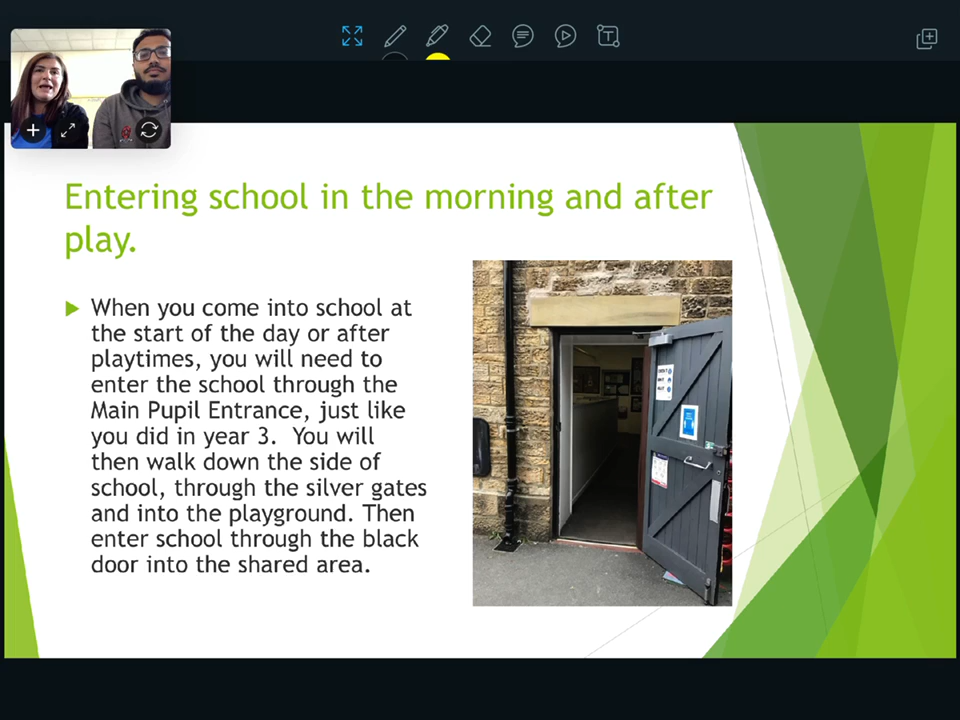 Entering school in the morning and after
play.
When you come into school at
the start of the day or after
playtimes, you will need to
enter the school through the
Main Pupil Entrance, just like
you did in year 3. You will
then walk down the side of
school, through the silver gates
and into the playground. Then
enter school through the black
door into the shared area.